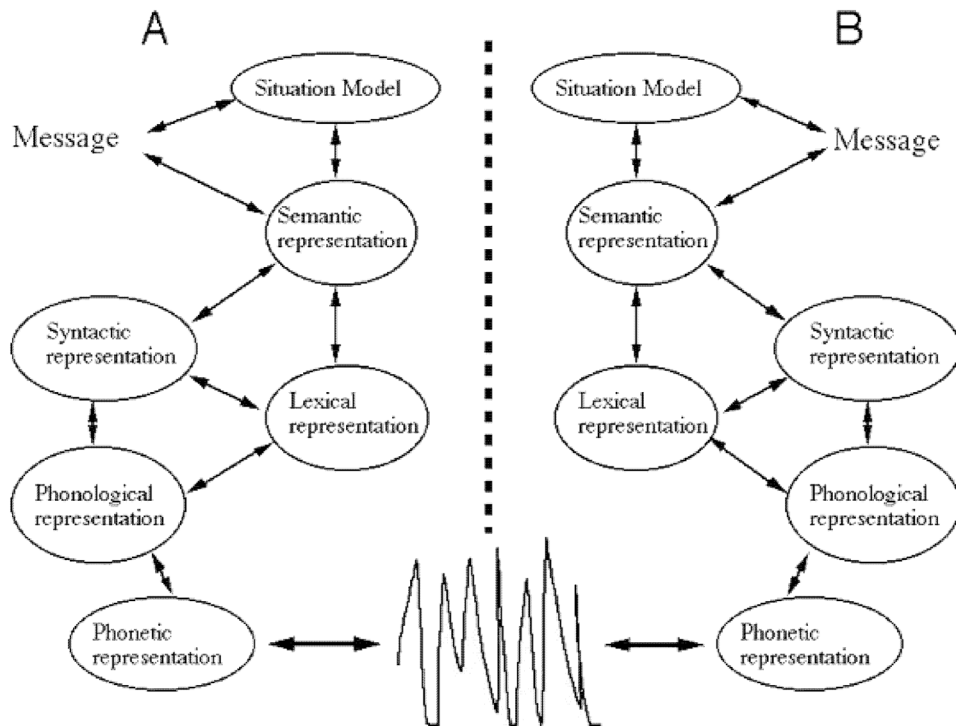 A
B
Situation Model
Situation Model
Message
Message
Semantic
representation
Semantic
representation
Syntactic
representation
Syntactic
representation
Lexical
representation
Lexical
representation
Phonological
representation
Phonological
representation
Phonetic
representation
Phonetic
representation